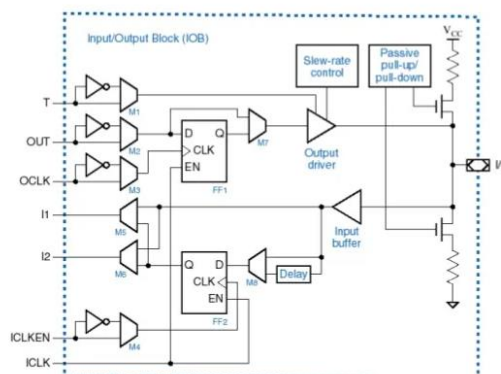 Input/Output Block (IOB)
VCC
Slew-rate control
Passive pull-up/ pull-down
T
M1
OUT
M2
D
Q
CLK
EN
FF1
M7
Output driver
OCLK
M3
I/
I1
M5
Input buffer
I2
M6
Q
D
CLK
EN
FF2
M8
Delay
ICLKEN
M4
ICLK